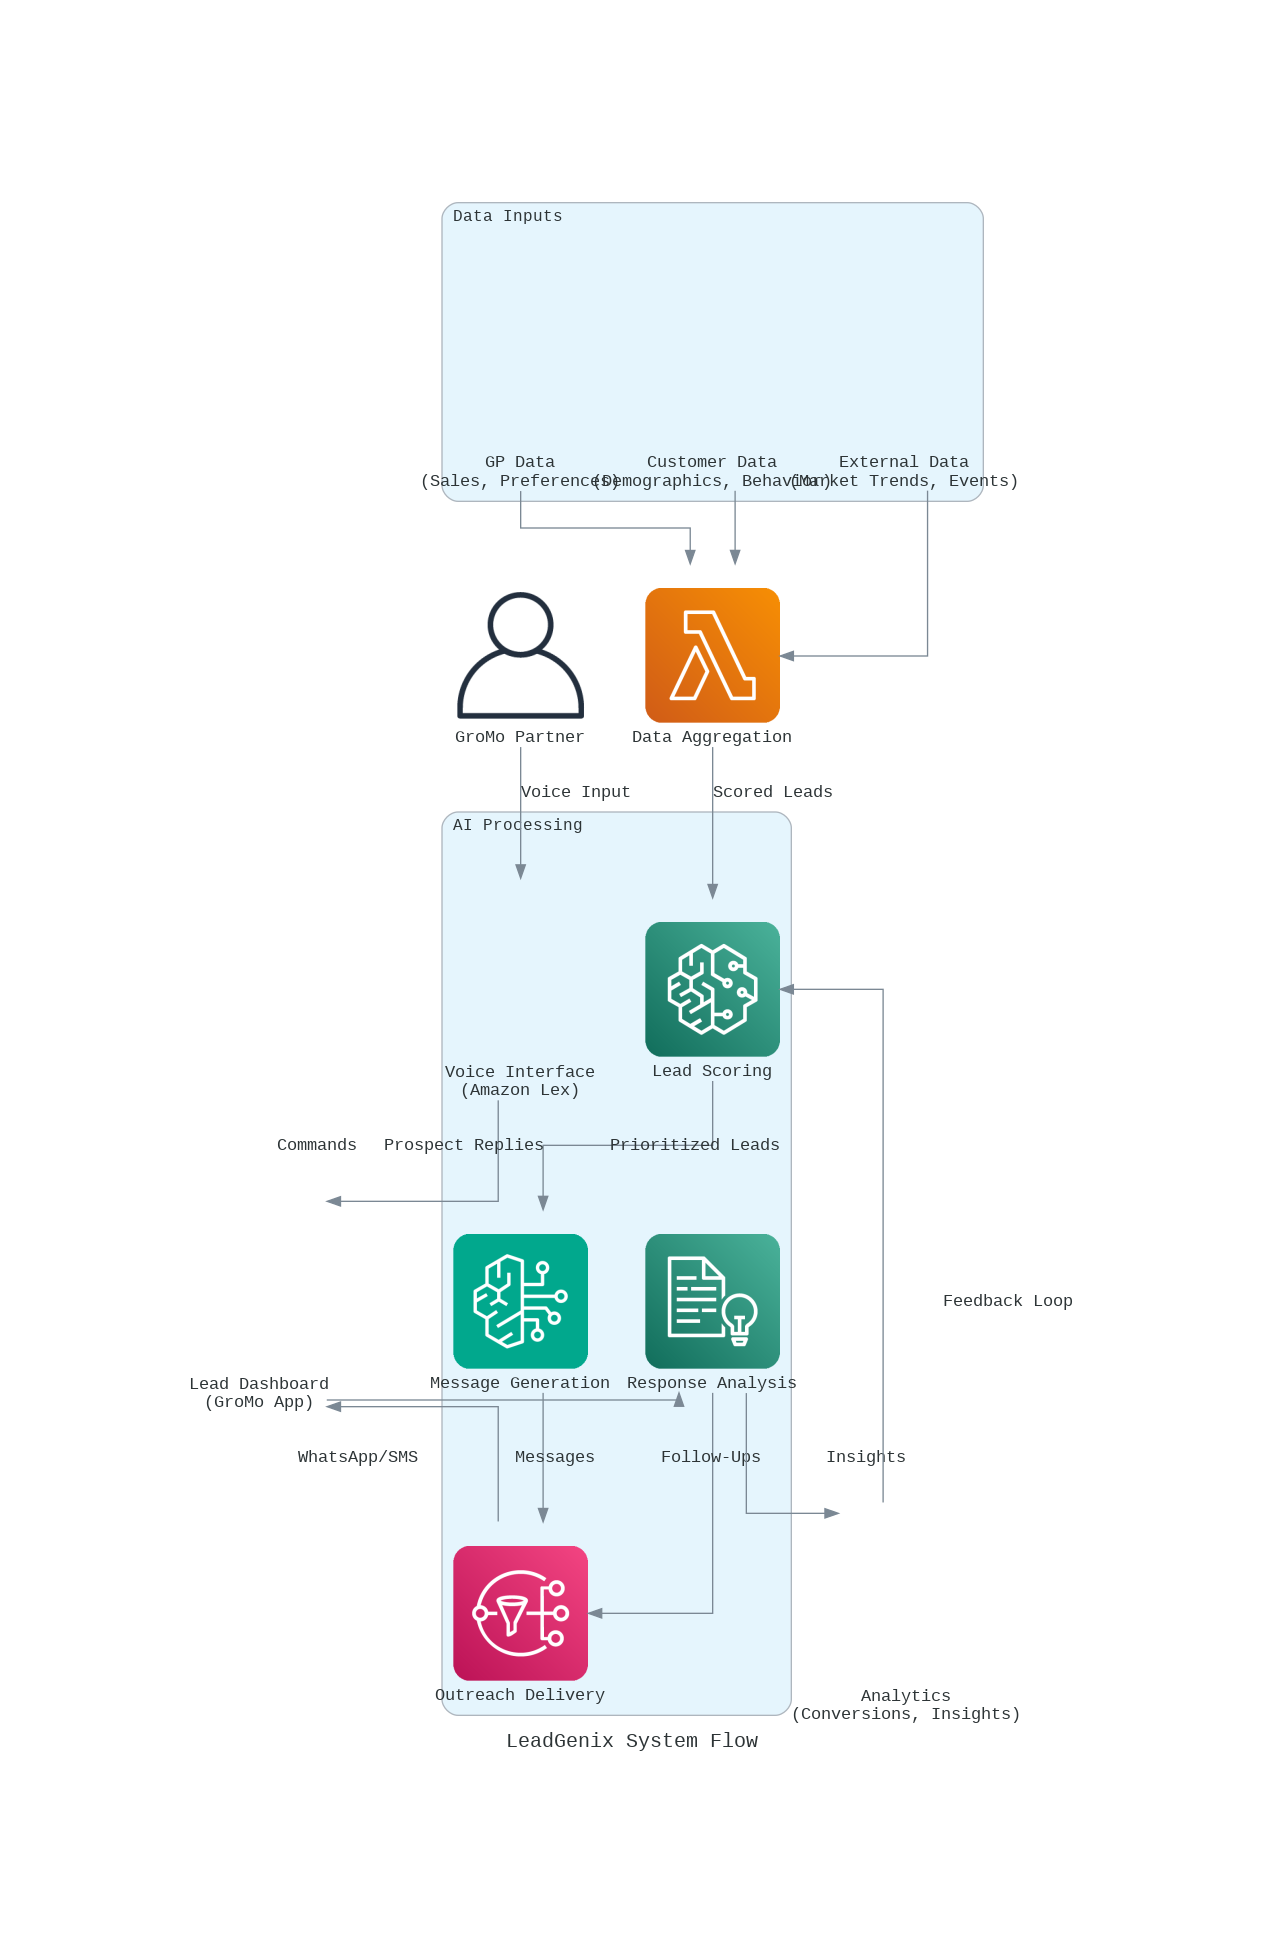 Data Inputs
GP Data
(Sales, Preferences)
Customer Data
(Demographics, Behavior)
External Data
(Market Trends, Events)
GroMo Partner
Data Aggregation
Voice Input
Scored Leads
AI Processing
Voice Interface
(Amazon Lex)
Lead Scoring
Commands
Prospect Replies
Prioritized Leads
Feedback Loop
Lead Dashboard
(GroMo App)
Message Generation
Response Analysis
WhatsApp/SMS
Messages
Follow-Ups
Insights
Outreach Delivery
Analytics
(Conversions, Insights)
LeadGenix System Flow